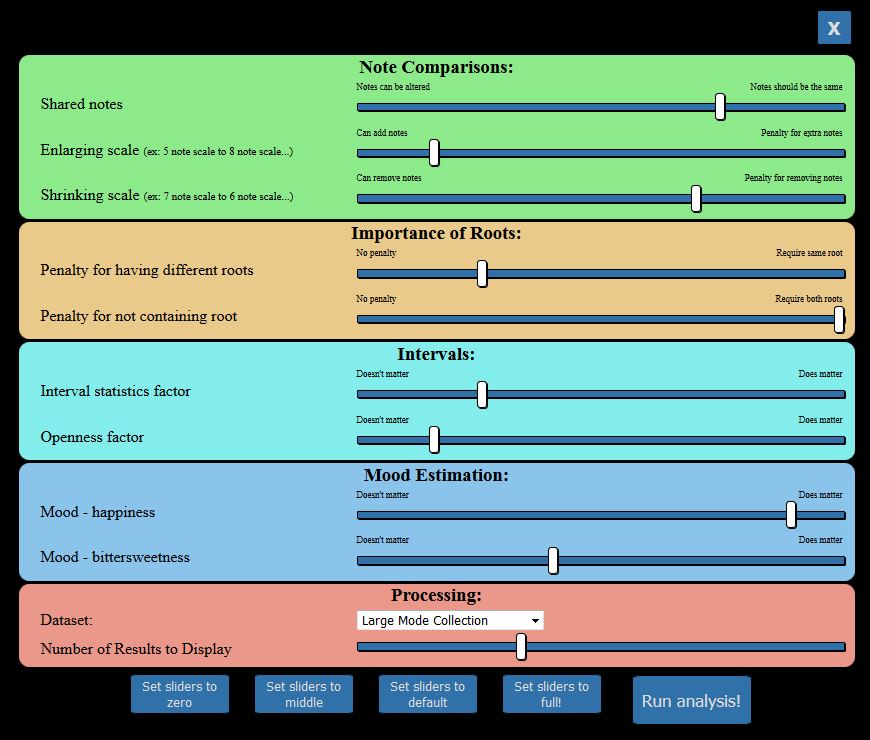 X
Note Comparisons:
Notes can be altered Notes should be the same
Shared notes
Can add notes Penalty for extra notes
Enlarging scale (ex: 5 note scale to 8 note scale...)
Can remove notes Penalty for removing notes
Shrinking scale (ex: 7 note scale to 6 note scale...)
Importance of Roots:
No penalty Require same root
Penalty for having different roots
No penalty Require both roots
Penalty for not containing root
Intervals:
Doesn't matter Does matter
Interval statistics factor
Doesn't matter Does matter
Openness factor
Mood Estimation:
Doesn't matter Does matter
Mood - happiness
Doesn't matter Does matter
Mood - bittersweetness
Processing:
Dataset: Large Mode Collection
Number of Results to Display
Set sliders to
zero
Set sliders to
middle
Set sliders to
default
Set sliders to
full!
Run analysis!